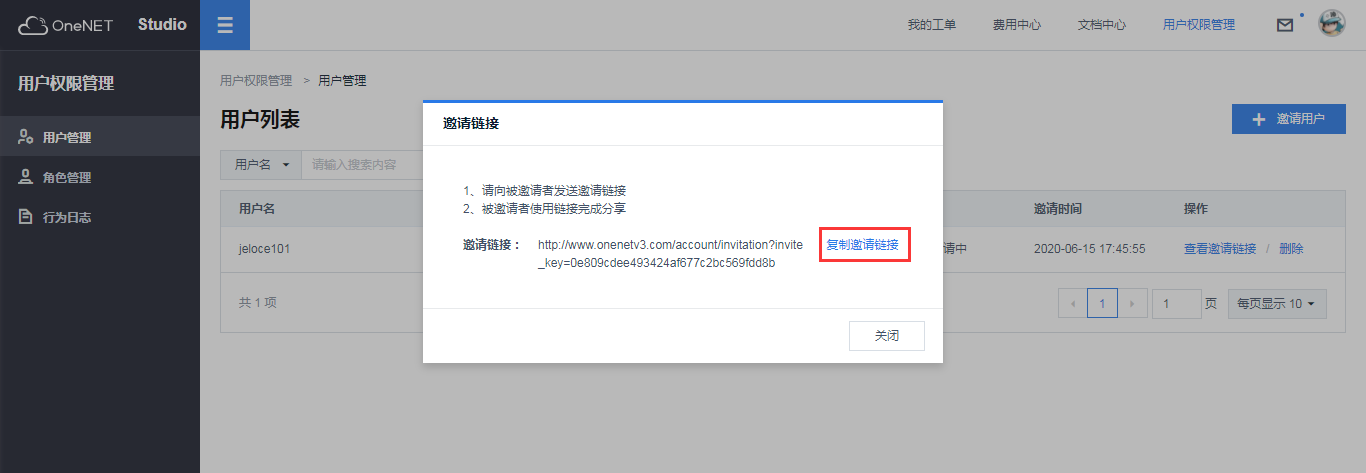 OneNET Studio 我的工单 费用中心 文档中心 用户权限管理
用户权限管理
用户权限管理 > 用户管理
用户列表
邀请用户
用户管理
角色管理
行为日志
用户名 请输入搜索内容
用户名 邀请时间 操作
jeloce101 请中 2020-06-15 17:45:55 查看邀请链接 / 删除
共 1 项 1 1 页 每页显示 10
邀请链接
1、请向被邀请者发送邀请链接
2、被邀请者使用链接完成分享
邀请链接： http://www.onenetv3.com/account/invitation?invite 复制邀请链接
_key=0e809cdee493424af677c2bc569fdd8b
关闭